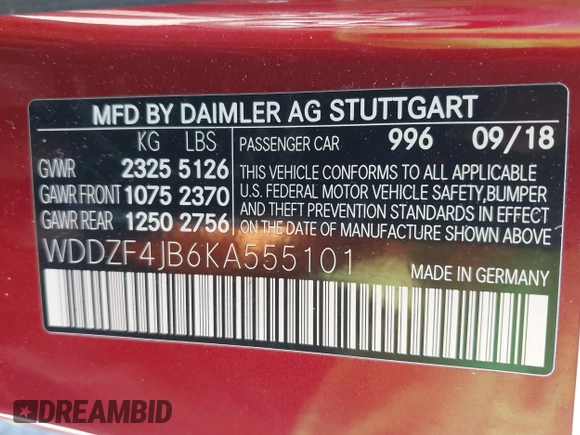 MFD BY DAIMLER AG STUTTGART
KG LBS PASSENGER CAR 996 09/18
GVWR 2325 5126
GAWR FRONT 1075 2370
GAWR REAR 1250 2756
THIS VEHICLE CONFORMS TO ALL APPLICABLE
U.S. FEDERAL MOTOR VEHICLE SAFETY, BUMPER
AND THEFT PREVENTION STANDARDS IN EFFECT
ON THE DATE OF MANUFACTURE SHOWN ABOVE.
WDDZF4JB6KA555101
MADE IN GERMANY
DREAMBID